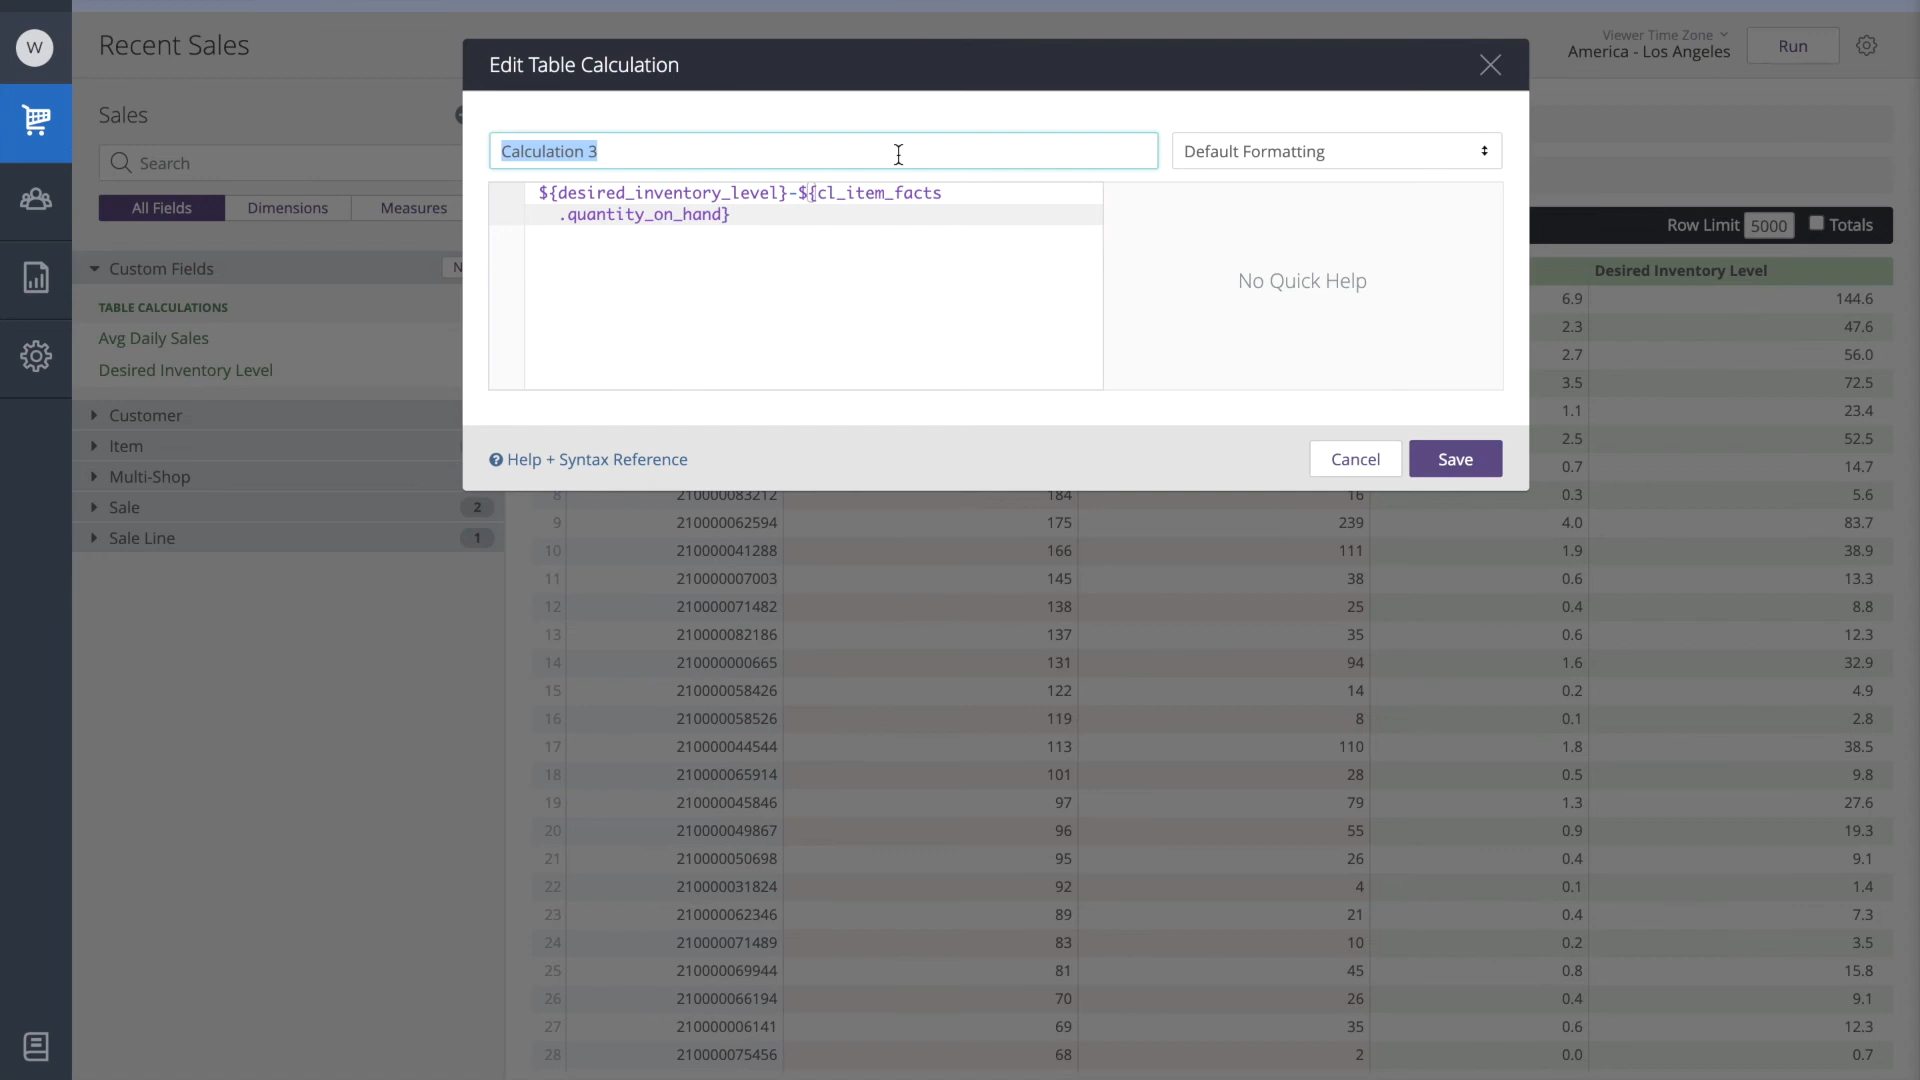 W
Recent Sales
Edit Table Calculation
Viewer Time Zone
America - Los Angeles
Run
Sales
Search
All Fields
Dimensions
Measures
Calculation 3
Default Formatting
${desired_inventory_level}-${cl_item_facts
.quantity_on_hand}
No Quick Help
Row Limit 5000 Totals
Custom Fields
N
TABLE CALCULATIONS
Avg Daily Sales
Desired Inventory Level
Customer
Item
Multi-Shop
Sale 2
Sale Line 1
Help + Syntax Reference
Cancel
Save
Desired Inventory Level
6.9 144.6
2.3 47.6
2.7 56.0
3.5 72.5
1.1 23.4
2.5 52.5
0.7 14.7
8 210000083212 184 16 0.3 5.6
9 210000062594 175 239 4.0 83.7
10 210000041288 166 111 1.9 38.9
11 210000007003 145 38 0.6 13.3
12 210000071482 138 25 0.4 8.8
13 210000082186 137 35 0.6 12.3
14 210000000665 131 94 1.6 32.9
15 210000058426 122 14 0.2 4.9
16 210000058526 119 8 0.1 2.8
17 210000044544 113 110 1.8 38.5
18 210000065914 101 28 0.5 9.8
19 210000045846 97 79 1.3 27.6
20 210000049867 96 55 0.9 19.3
21 210000050698 95 26 0.4 9.1
22 210000031824 92 4 0.1 1.4
23 210000062346 89 21 0.4 7.3
24 210000071489 83 10 0.2 3.5
25 210000069944 81 45 0.8 15.8
26 210000066194 70 26 0.4 9.1
27 210000006141 69 35 0.6 12.3
28 210000075456 68 2 0.0 0.7